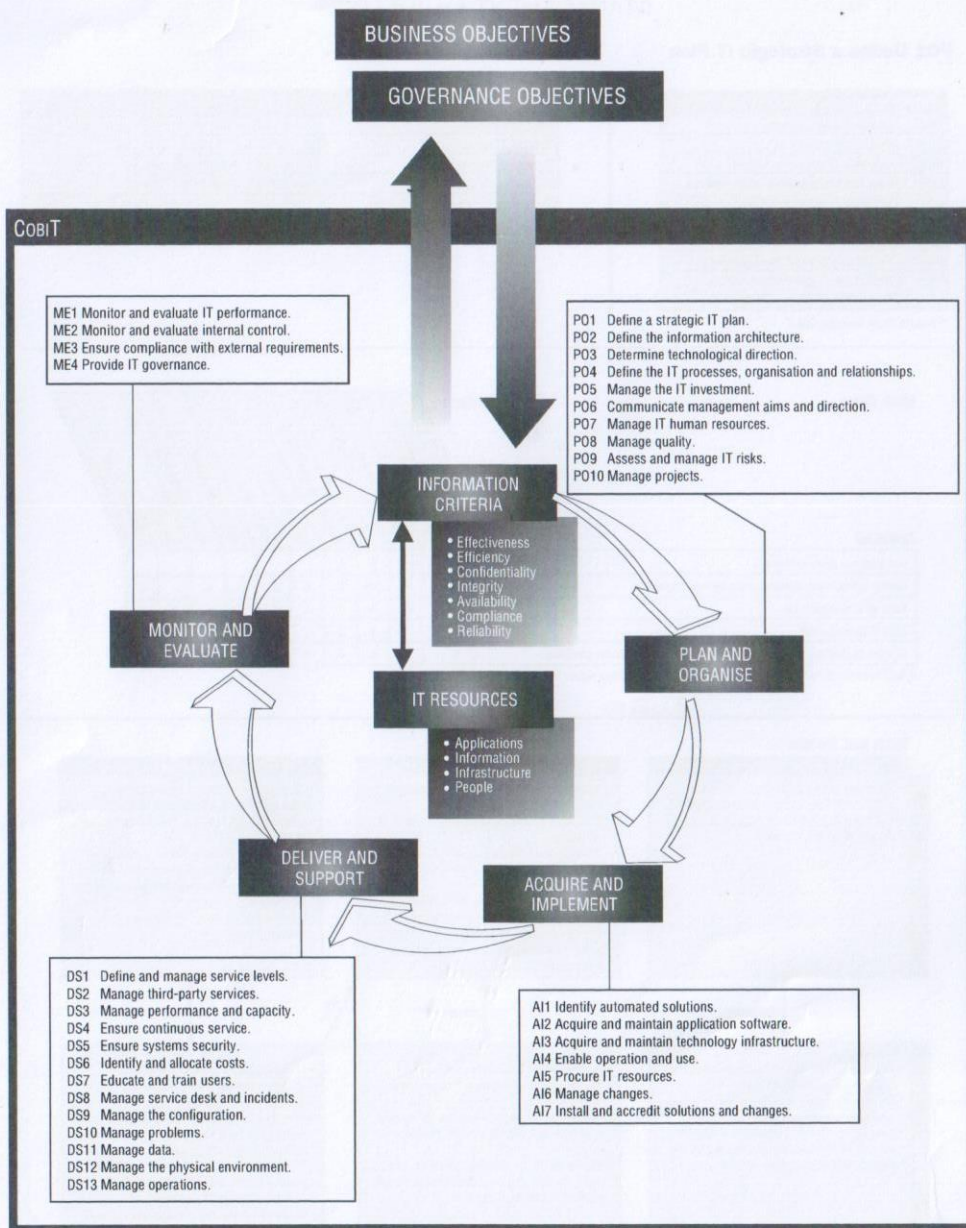 BUSINESS OBJECTIVES
GOVERNANCE OBJECTIVES
COBIT
ME1 Monitor and evaluate IT performance.
ME2 Monitor and evaluate internal control.
ME3 Ensure compliance with external requirements.
ME4 Provide IT governance.
PO1 Define a strategic IT plan.
PO2 Define the information architecture.
PO3 Determine technological direction.
PO4 Define the IT processes, organisation and relationships.
PO5 Manage the IT investment.
PO6 Communicate management aims and direction.
PO7 Manage IT human resources.
PO8 Manage quality.
PO9 Assess and manage IT risks.
PO10 Manage projects.
INFORMATION
CRITERIA
• Effectiveness
• Efficiency
• Confidentiality
• Integrity
• Availability
• Compliance
• Reliability
MONITOR AND
EVALUATE
PLAN AND
ORGANISE
IT RESOURCES
• Applications
• Information
• Infrastructure
• People
DELIVER AND
SUPPORT
ACQUIRE AND
IMPLEMENT
DS1 Define and manage service levels.
DS2 Manage third-party services.
DS3 Manage performance and capacity.
DS4 Ensure continuous service.
DS5 Ensure systems security.
DS6 Identify and allocate costs.
DS7 Educate and train users.
DS8 Manage service desk and incidents.
DS9 Manage the configuration.
DS10 Manage problems.
DS11 Manage data.
DS12 Manage the physical environment.
DS13 Manage operations.
AI1 Identify automated solutions.
AI2 Acquire and maintain application software.
AI3 Acquire and maintain technology infrastructure.
AI4 Enable operation and use.
AI5 Procure IT resources.
AI6 Manage changes.
AI7 Install and accredit solutions and changes.